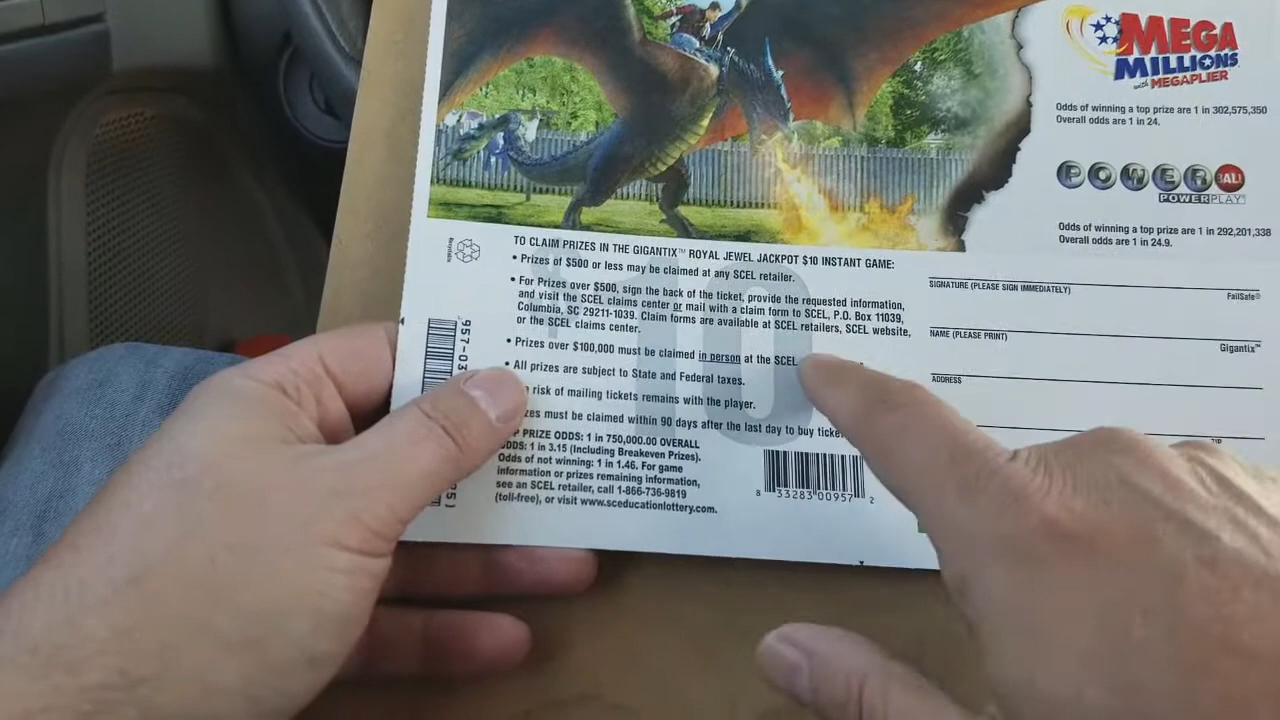 MEGA
MILLIONS
with MEGAPLIER
Odds of winning a top prize are 1 in 302,575,350
Overall odds are 1 in 24.
POWERBALL
POWERPLAY
Odds of winning a top prize are 1 in 292,201,338
Overall odds are 1 in 24.9.
TO CLAIM PRIZES IN THE GIGANTIX™ ROYAL JEWEL JACKPOT $10 INSTANT GAME:
• Prizes of $500 or less may be claimed at any SCEL retailer.
• For Prizes over $500, sign the back of the ticket, provide the requested information,
and visit the SCEL claims center or mail with a claim form to SCEL, P.O. Box 11039,
Columbia, SC 29211-1039. Claim forms are available at SCEL retailers, SCEL website,
or the SCEL claims center.
• Prizes over $100,000 must be claimed in person at the SCEL
• All prizes are subject to State and Federal taxes.
risk of mailing tickets remains with the player.
must be claimed within 90 days after the last day to buy
PRIZE ODDS: 1 in 750,000.00 OVERALL
ODDS: 1 in 3.15 (Including Breakeven Prizes).
Odds of not winning: 1 in 1.46. For game
information or prizes remaining information,
see an SCEL retailer, call 1-866-736-9819
(toll-free), or visit www.sceducationlottery.com.
$10
8 33283 00957 2
957-03
SIGNATURE (PLEASE SIGN IMMEDIATELY)
FailSafe®
NAME (PLEASE PRINT)
Gigantix™
ADDRESS